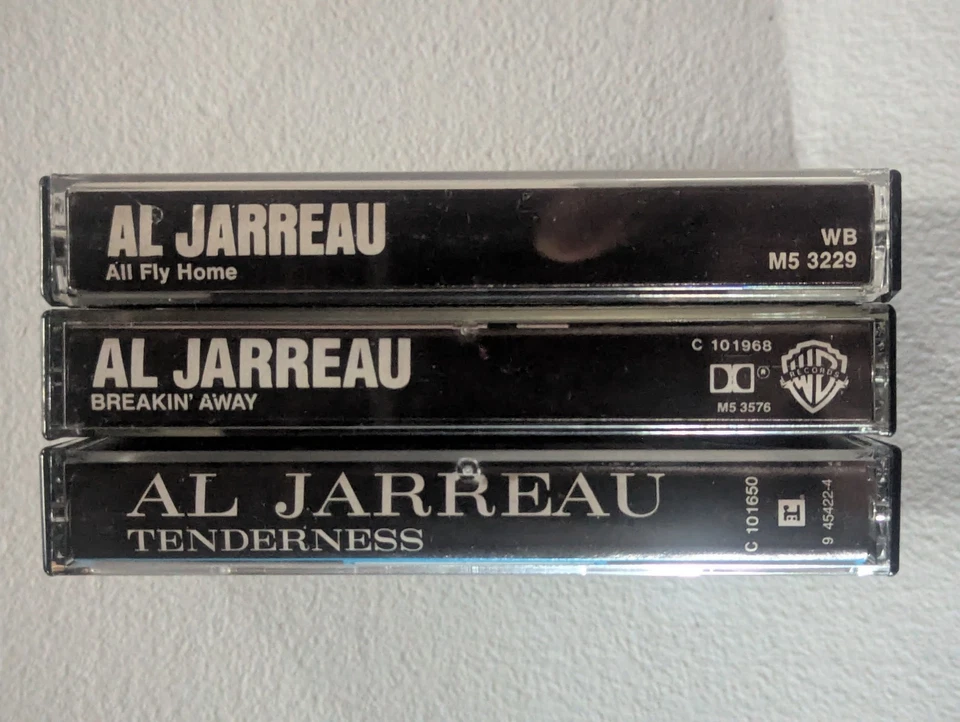 AL JARREAU
All Fly Home
WB
M5 3229
AL JARREAU
BREAKIN' AWAY
C 101968
M5 3576
RECORDS
AL JARREAU
TENDERNESS
C 101650
r
9 45422-4